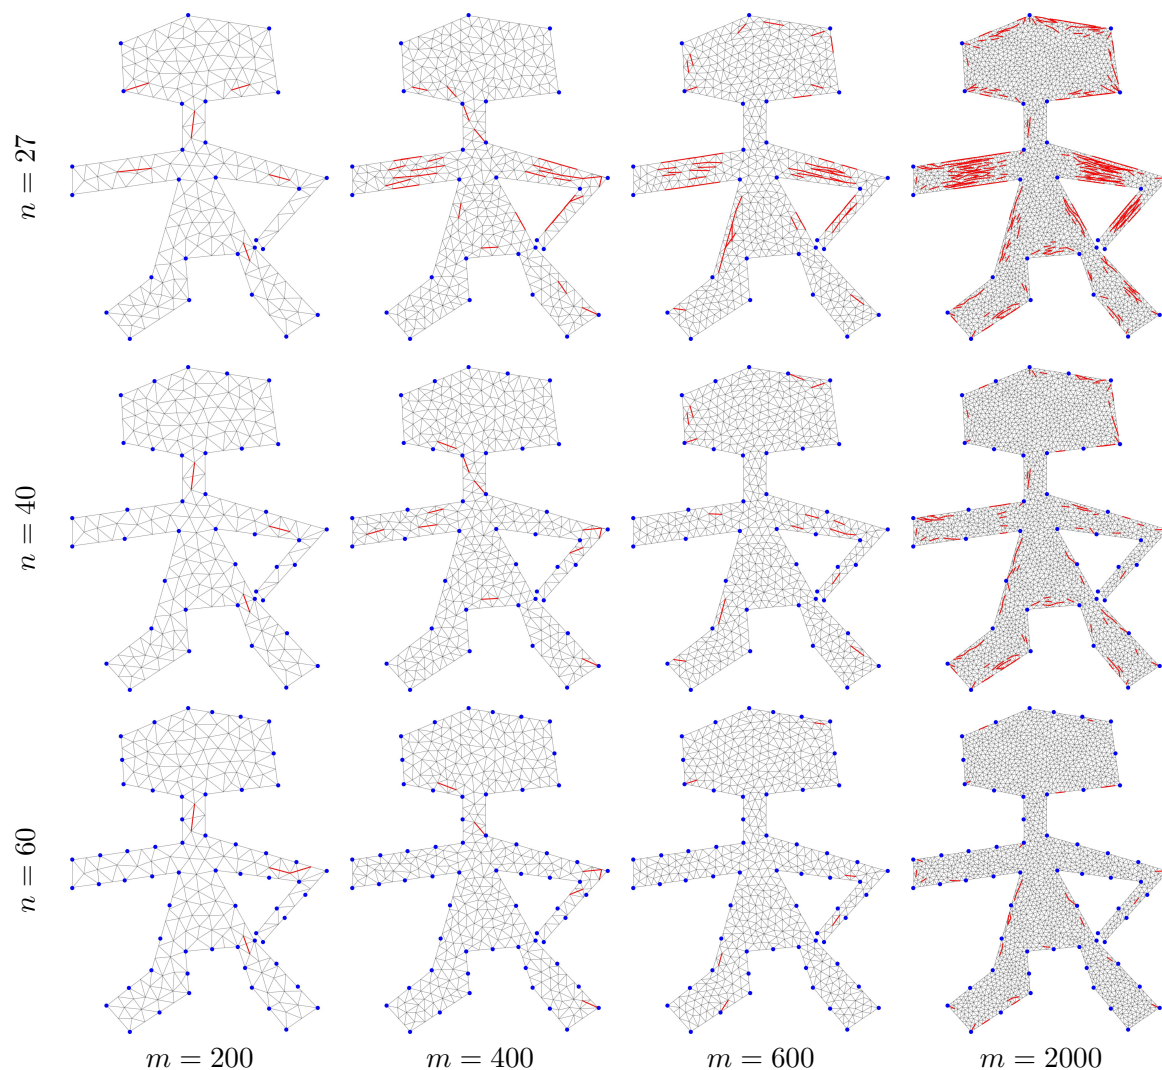 n = 27
n = 40
n = 60
m = 200
m = 400
m = 600
m = 2000